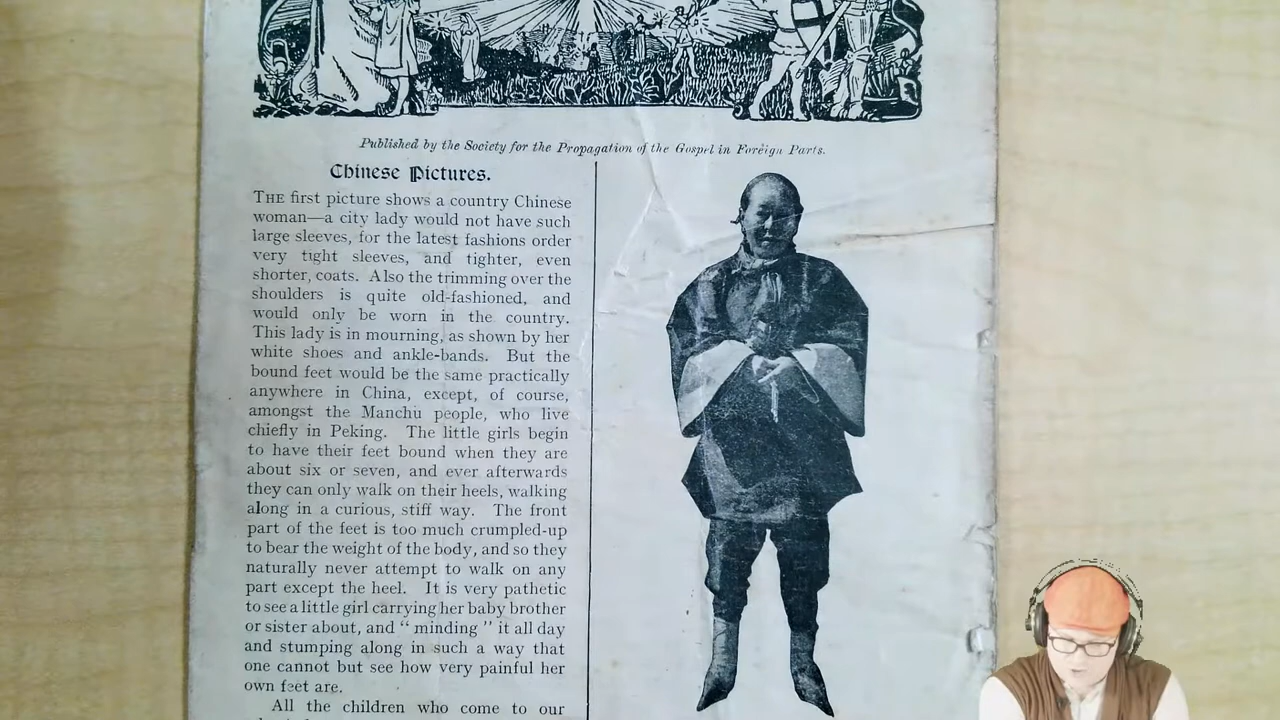 Published by the Society for the Propagation of the Gospel in Foreign Parts.
Chinese Pictures.
THE first picture shows a country Chinese
woman—a city lady would not have such
large sleeves, for the latest fashions order
very tight sleeves, and tighter, even
shorter, coats. Also the trimming over the
shoulders is quite old-fashioned, and
would only be worn in the country.
This lady is in mourning, as shown by her
white shoes and ankle-bands. But the
bound feet would be the same practically
anywhere in China, except, of course,
amongst the Manchu people, who live
chiefly in Peking. The little girls begin
to have their feet bound when they are
about six or seven, and ever afterwards
they can only walk on their heels, walking
along in a curious, stiff way. The front
part of the feet is too much crumpled-up
to bear the weight of the body, and so they
naturally never attempt to walk on any
part except the heel. It is very pathetic
to see a little girl carrying her baby brother
or sister about, and “ minding ” it all day
and stumping along in such a way that
one cannot but see how very painful her
own feet are.
All the children who come to our